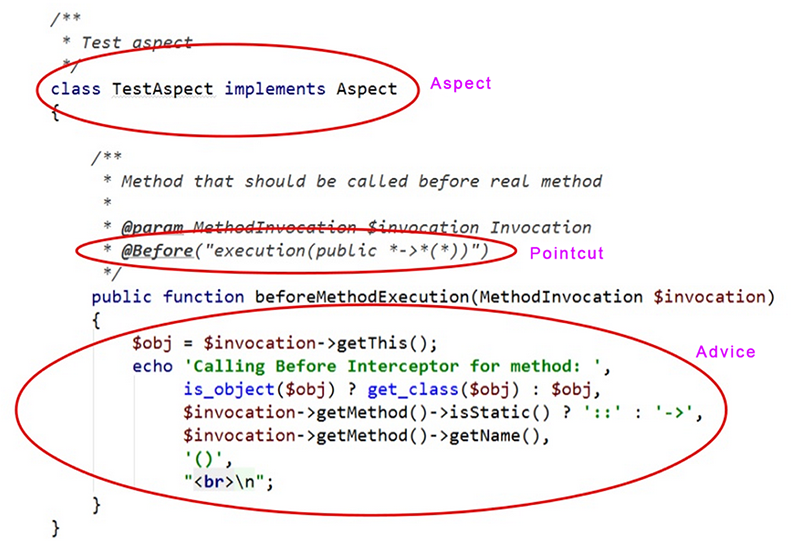 /**
* Test aspect
*/
class TestAspect implements Aspect
Aspect
{
/**
* Method that should be called before real method
*
* @param MethodInvocation $invocation Invocation
* @Before("execution(public *->*(*))")
Pointcut
*/
public function beforeMethodExecution(MethodInvocation $invocation)
{
$obj = $invocation->getThis();
Advice
echo 'Calling Before Interceptor for method: ',
is_object($obj) ? get_class($obj) : $obj,
$invocation->getMethod()->isStatic() ? '::' : '->',
$invocation->getMethod()->getName(),
'()',
"<br>\n";
}
}